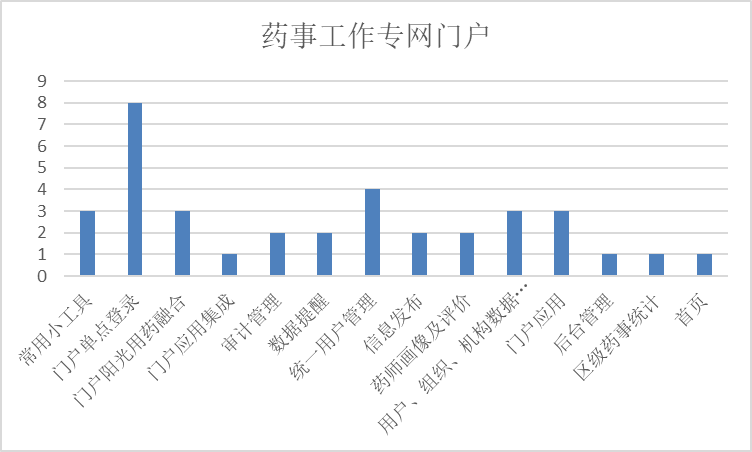 药事工作专网门户
9
8
7
6
5
4
3
2
1
0
常用小工具
门户单点登录
门户阳光用药融合
门户应用集成
审计管理
数据提醒
统一用户管理
信息发布
药师画像及评价
用户、组织、机构数据…
门户应用
后台管理
区级药事统计
首页